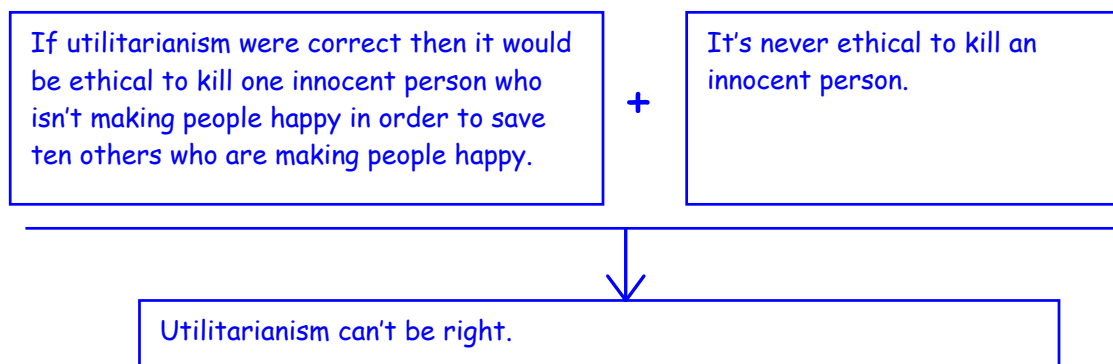 If utilitarianism were correct then it would
be ethical to kill one innocent person who
isn't making people happy in order to save
ten others who are making people happy.
+
It's never ethical to kill an
innocent person.
Utilitarianism can't be right.